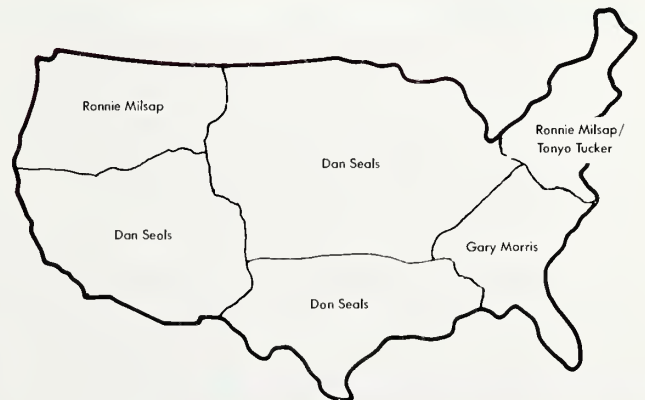 Ronnie Milsap
Ronnie Milsap/
Tonyo Tucker
Dan Seals
Dan Seols
Gary Morris
Don Seals